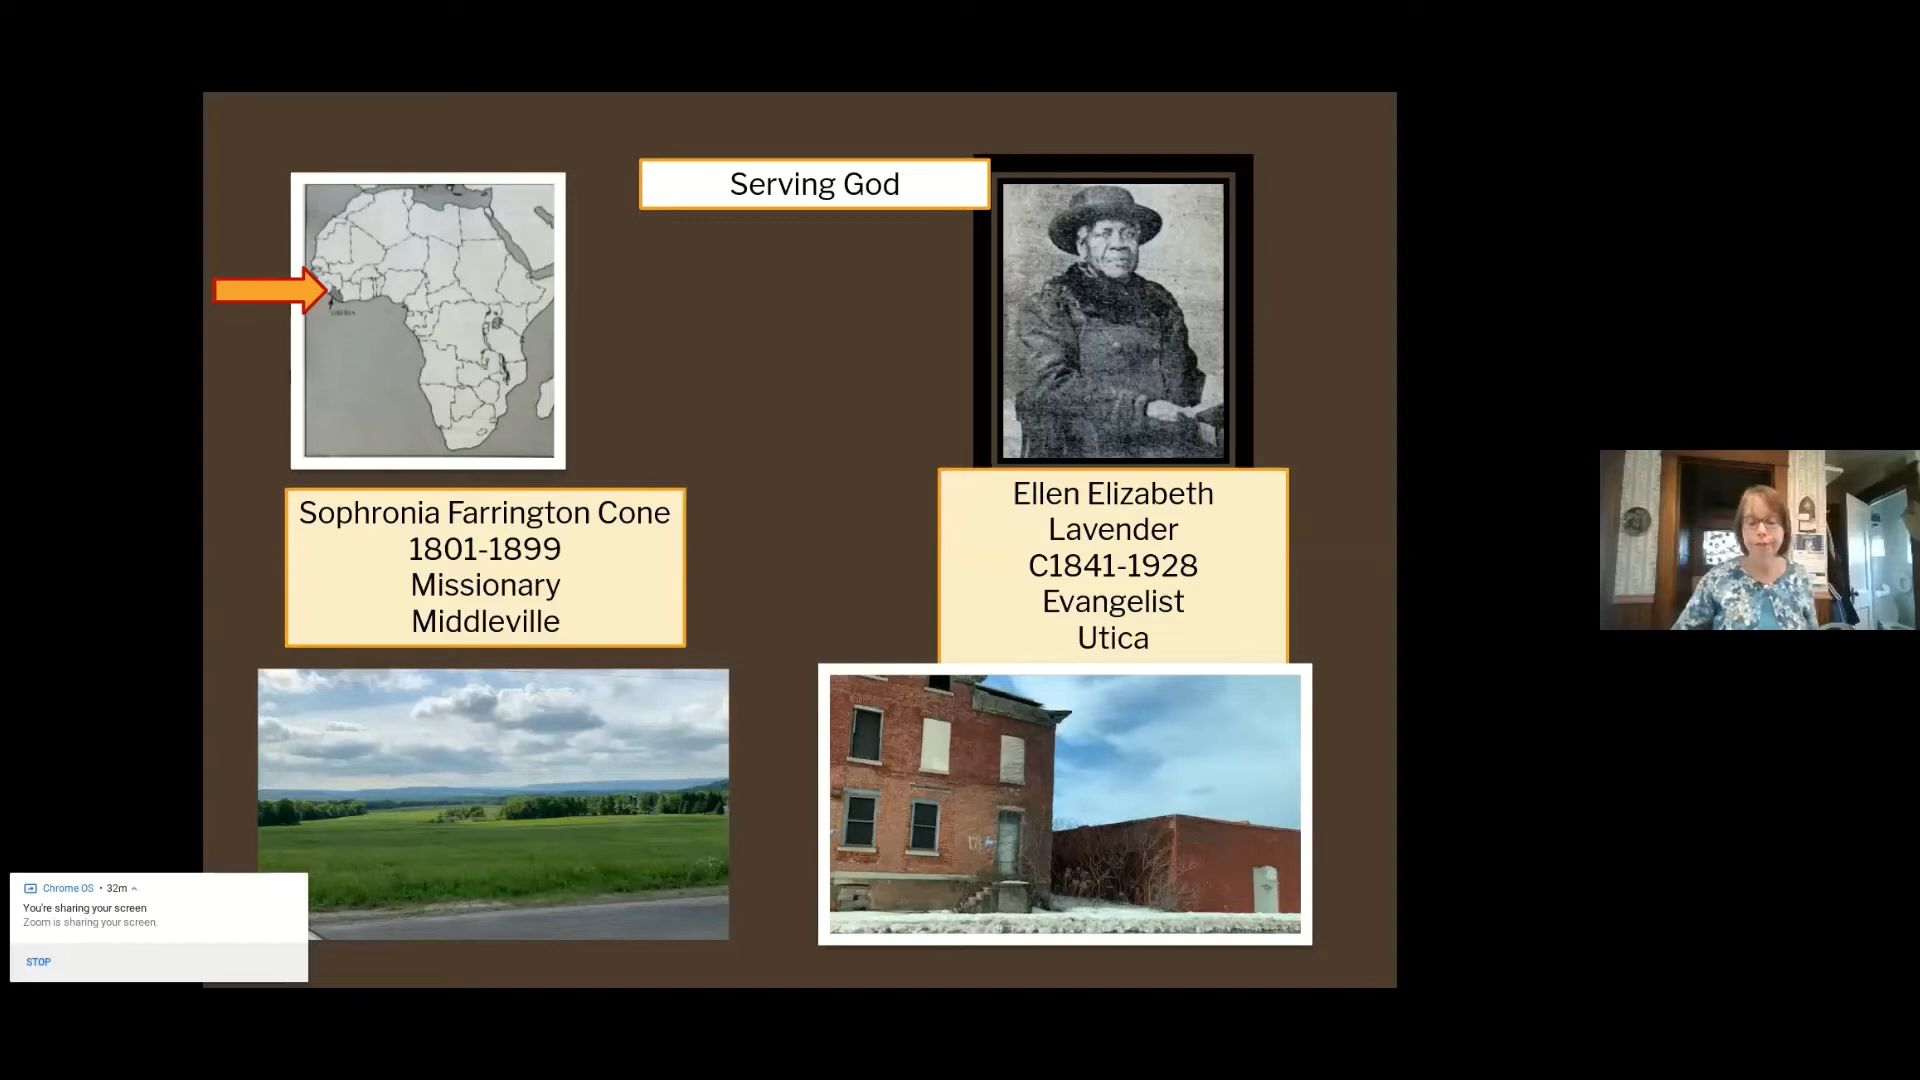 Serving God
LIBERIA
Sophronia Farrington Cone
1801-1899
Missionary
Middleville
Ellen Elizabeth
Lavender
C1841-1928
Evangelist
Utica
Chrome OS • 32m
You're sharing your screen
Zoom is sharing your screen.
STOP